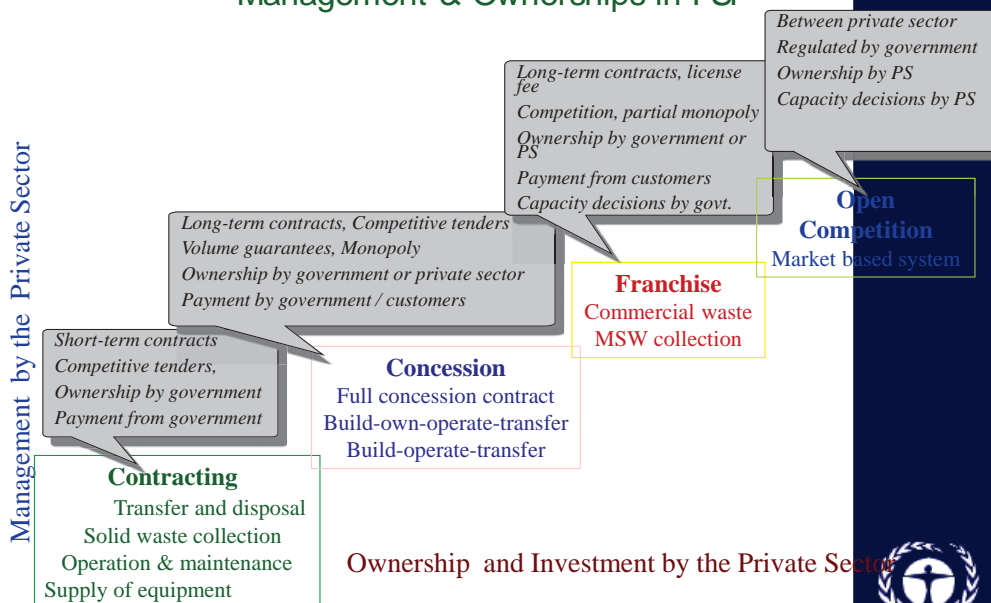 Management & Ownerships in PSP
Between private sector
Regulated by government
Ownership by PS
Capacity decisions by PS
Long-term contracts, license
fee
Competition, partial monopoly
Ownership by government or
PS
Payment from customers
Capacity decisions by govt.
Open
Competition
Market based system
Long-term contracts, Competitive tenders
Volume guarantees, Monopoly
Ownership by government or private sector
Payment by government / customers
Franchise
Commercial waste
MSW collection
Short-term contracts
Competitive tenders,
Ownership by government
Payment from government
Concession
Full concession contract
Build-own-operate-transfer
Build-operate-transfer
Contracting
Transfer and disposal
Solid waste collection
Operation & maintenance
Supply of equipment
Management by the Private Sector
Ownership and Investment by the Private Sector